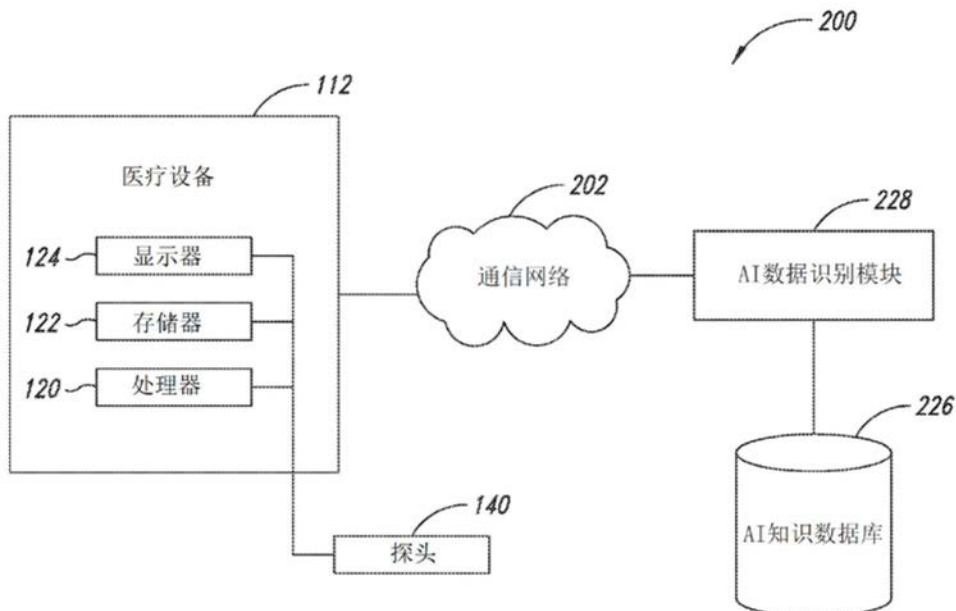 200
112
医疗设备
202
228
124
显示器
通信网络
AI数据识别模块
122
存储器
120
处理器
226
140
探头
AI知识数据库